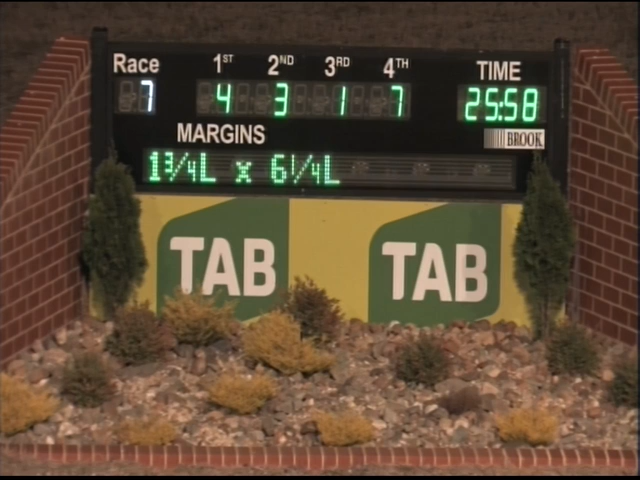 Race 1ST 2ND 3RD 4TH TIME
7 4 3 1 7 25:58
BROOK
MARGINS
1¾L x 6¼L
TAB TAB